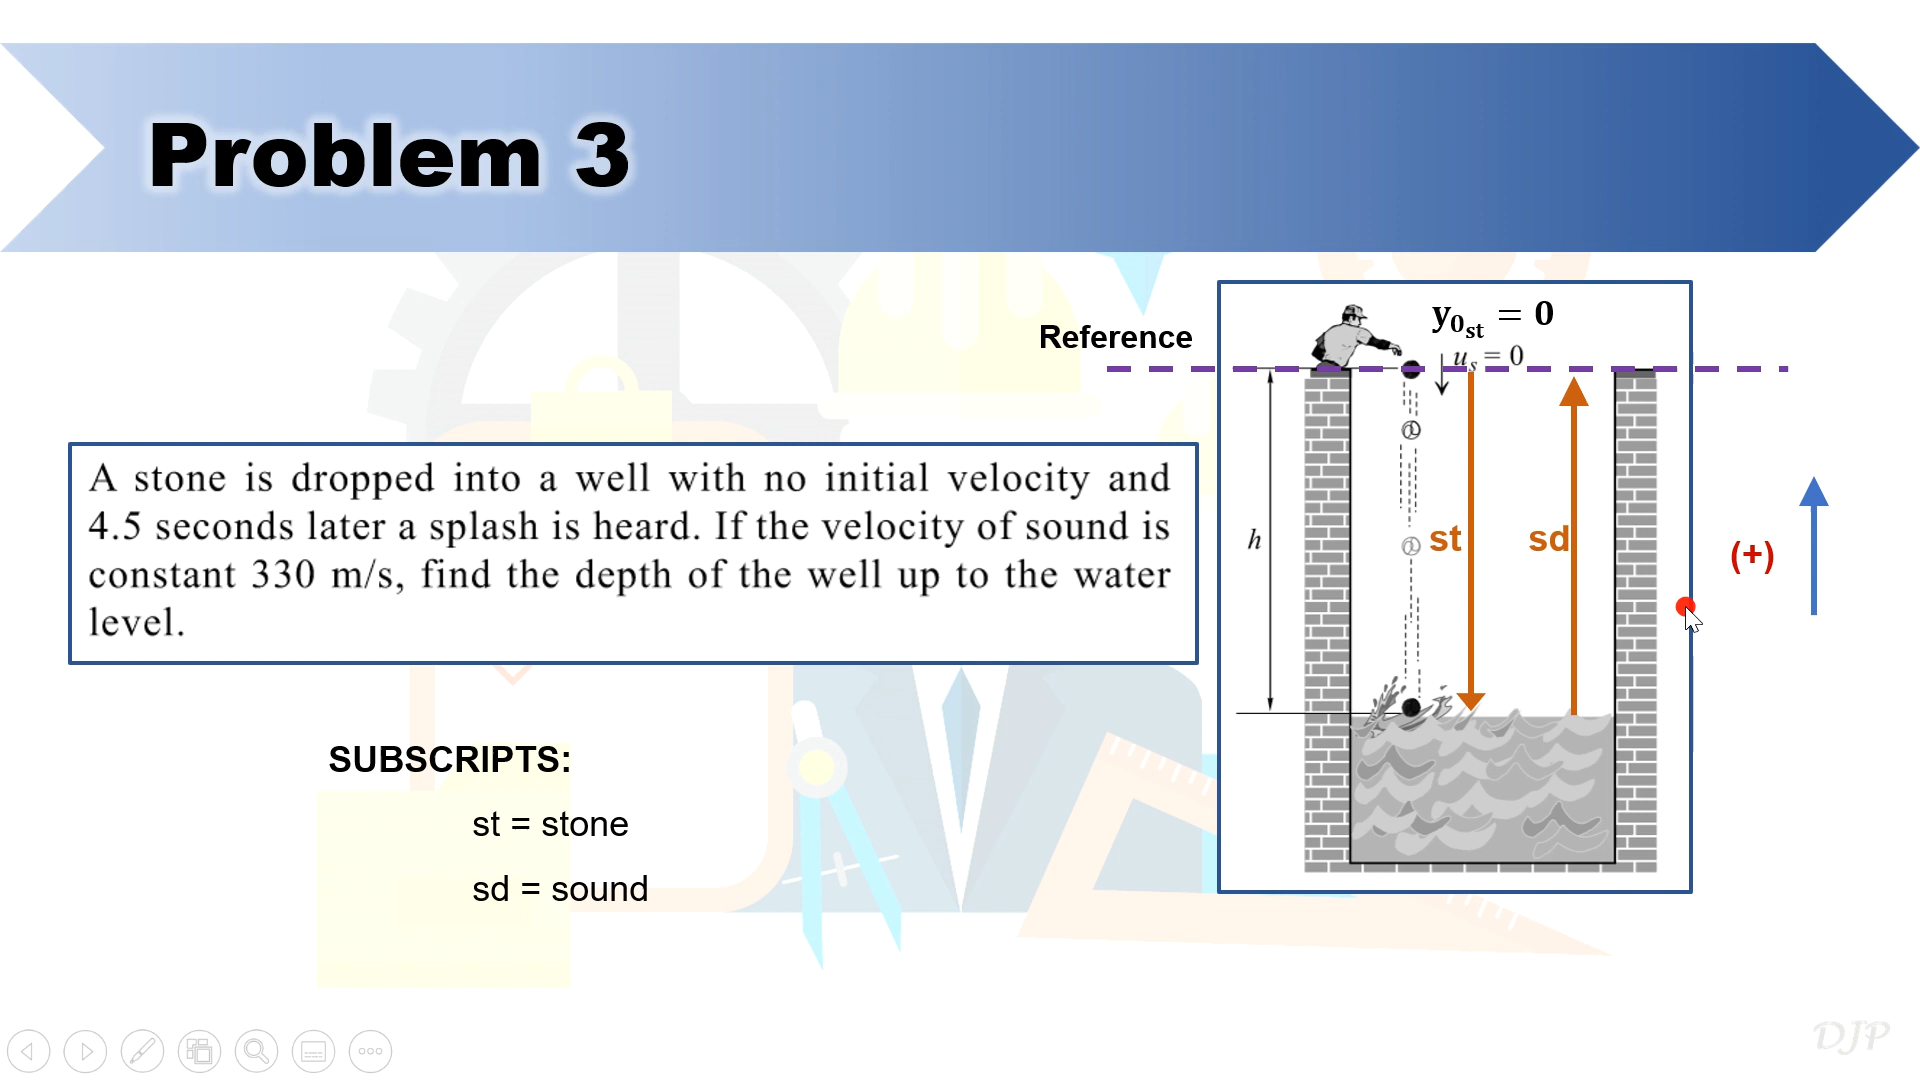 Problem 3
Reference
y₀ₛₜ = 0
uₛ = 0
A stone is dropped into a well with no initial velocity and
4.5 seconds later a splash is heard. If the velocity of sound is
constant 330 m/s, find the depth of the well up to the water
level.
h
st
sd
(+)
SUBSCRIPTS:
st = stone
sd = sound
DJP